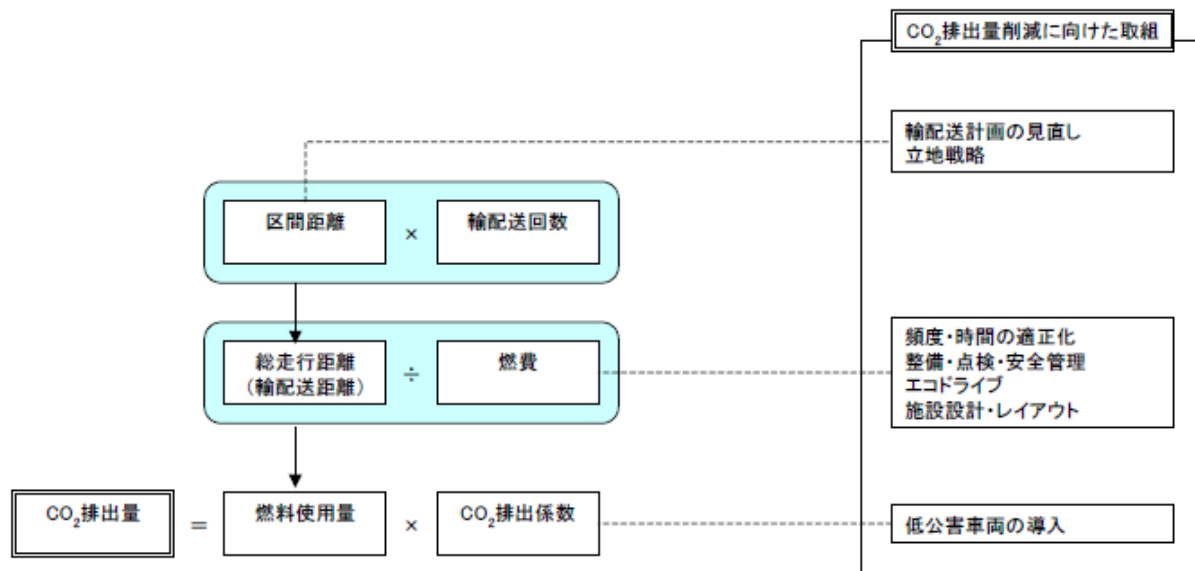 CO₂排出量削減に向けた取組
輸配送計画の見直し
立地戦略
区間距離 × 輸配送回数
頻度・時間の適正化
整備・点検・安全管理
エコドライブ
施設設計・レイアウト
総走行距離
(輸配送距離) ÷ 燃費
CO₂排出量 = 燃料使用量 × CO₂排出係数
低公害車両の導入